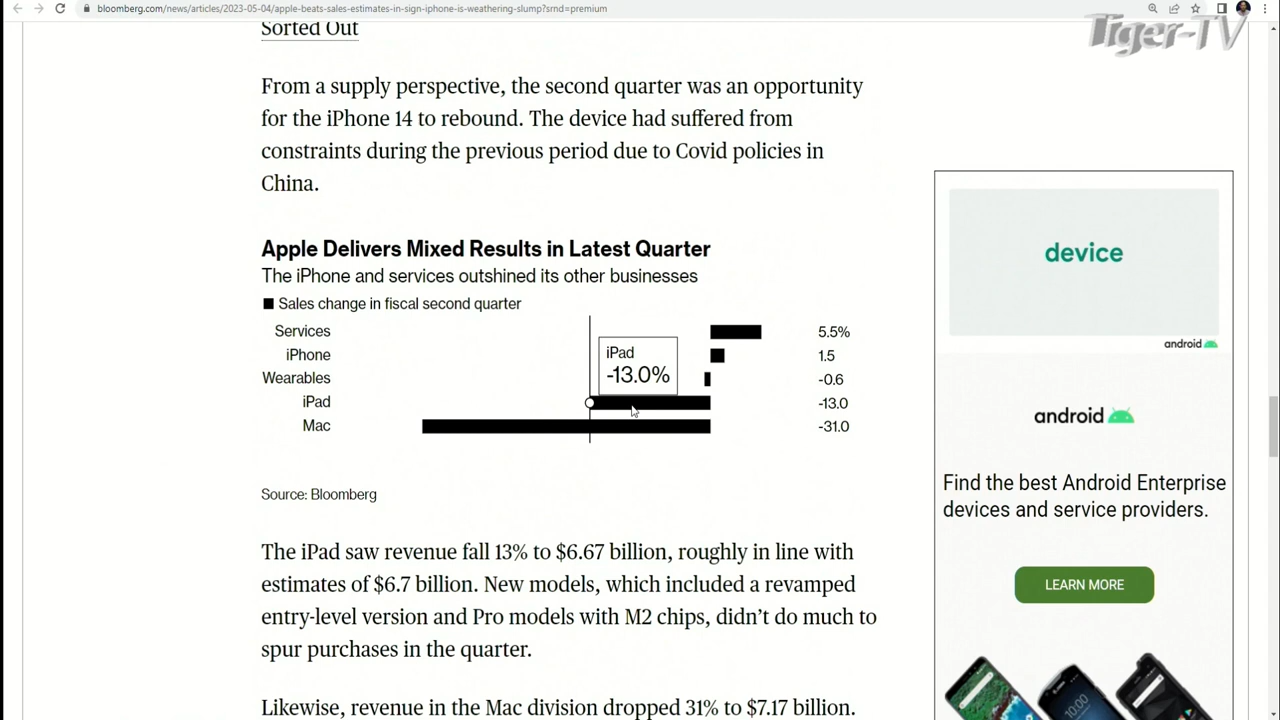 bloomberg.com/news/articles/2023-05-04/apple-beats-sales-estimates-in-sign-iphone-is-weathering-slump?srnd=premium
Tiger-TV
Sorted Out
From a supply perspective, the second quarter was an opportunity
for the iPhone 14 to rebound. The device had suffered from
constraints during the previous period due to Covid policies in
China.
Apple Delivers Mixed Results in Latest Quarter
The iPhone and services outshined its other businesses
Sales change in fiscal second quarter
Services 5.5%
iPhone 1.5
Wearables -0.6
iPad -13.0
Mac -31.0
iPad
-13.0%
Source: Bloomberg
The iPad saw revenue fall 13% to $6.67 billion, roughly in line with
estimates of $6.7 billion. New models, which included a revamped
entry-level version and Pro models with M2 chips, didn’t do much to
spur purchases in the quarter.
Likewise, revenue in the Mac division dropped 31% to $7.17 billion.
device
android
android
Find the best Android Enterprise
devices and service providers.
LEARN MORE
10:00